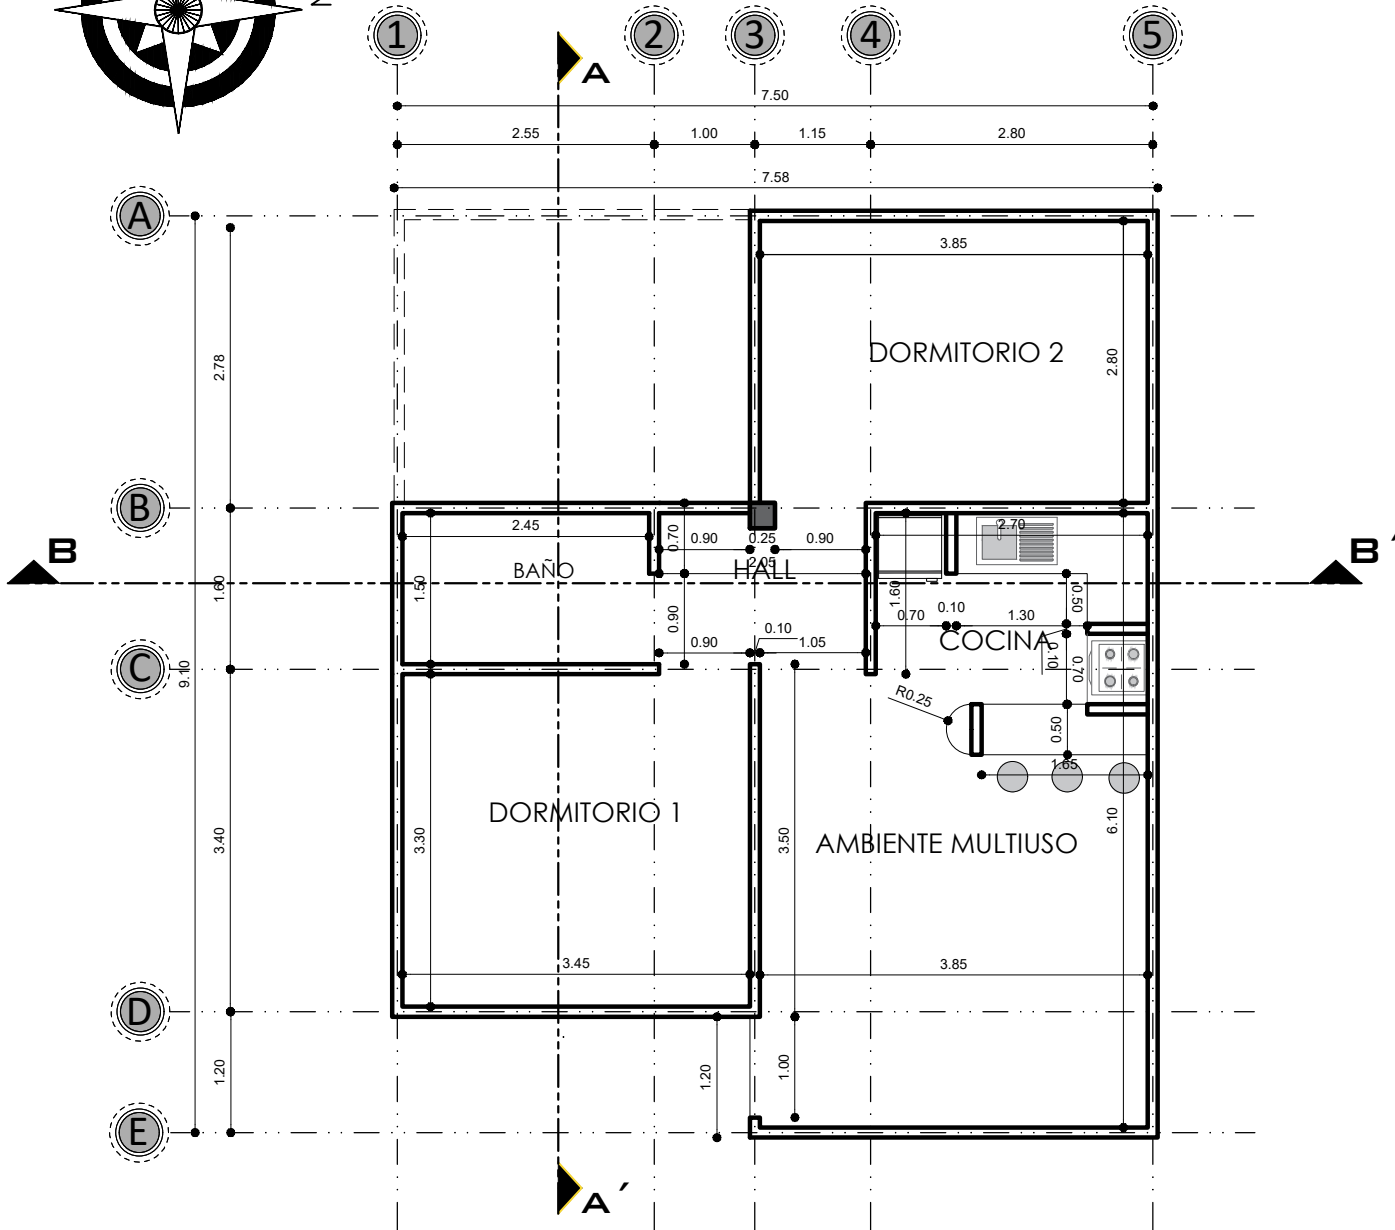 N
1 2 3 4 5
A
7.50
2.55 1.00 1.15 2.80
7.58
A
3.85
2.78
DORMITORIO 2
2.80
B
2.45
0.70
0.90 0.25 0.90
2.70
2.05
B
BAÑO
HALL
B´
1.60
1.50
1.60
0.50
0.70 0.10 1.30
0.90
0.90 0.10 1.05
COCINA
0.10
0.70
C
9.10
R0.25
0.50
1.65
DORMITORIO 1
6.10
3.40
3.30
3.50
AMBIENTE MULTIUSO
3.45
3.85
D
1.20
1.20
1.00
E
A´